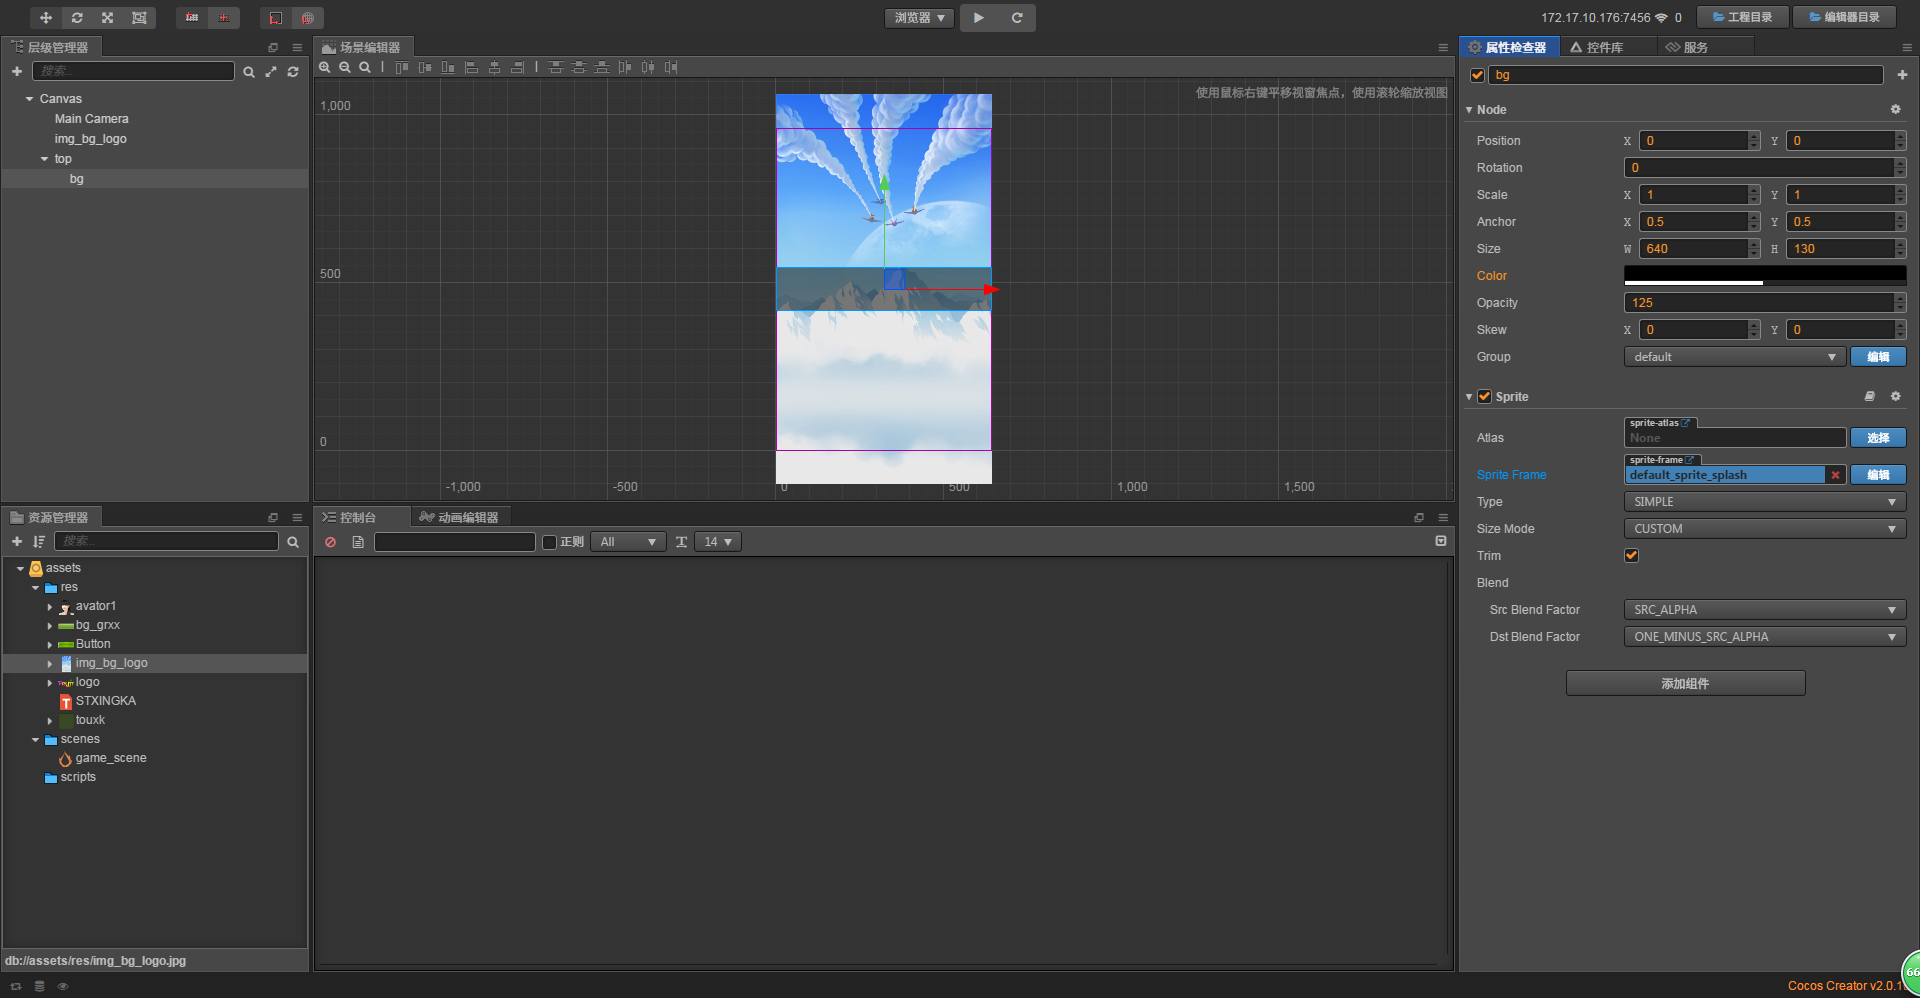 浏览器
172.17.10.176:7456 0
工程目录
编辑器目录
层级管理器
搜索...
Canvas
Main Camera
img_bg_logo
top
bg
场景编辑器
使用鼠标右键平移视窗焦点，使用滚轮缩放视图
1,000
500
0
-1,000
-500
0
500
1,000
1,500
资源管理器
搜索...
assets
res
avator1
bg_grxx
Button
img_bg_logo
logo
STXINGKA
touxk
scenes
game_scene
scripts
db://assets/res/img_bg_logo.jpg
控制台
动画编辑器
正则
All
14
属性检查器
控件库
服务
bg
Node
Position X 0 Y 0
Rotation 0
Scale X 1 Y 1
Anchor X 0.5 Y 0.5
Size W 640 H 130
Color
Opacity 125
Skew X 0 Y 0
Group default 编辑
Sprite
sprite-atlas
Atlas None 选择
sprite-frame
Sprite Frame default_sprite_splash 编辑
Type SIMPLE
Size Mode CUSTOM
Trim
Blend
Src Blend Factor SRC_ALPHA
Dst Blend Factor ONE_MINUS_SRC_ALPHA
添加组件
66
Cocos Creator v2.0.1